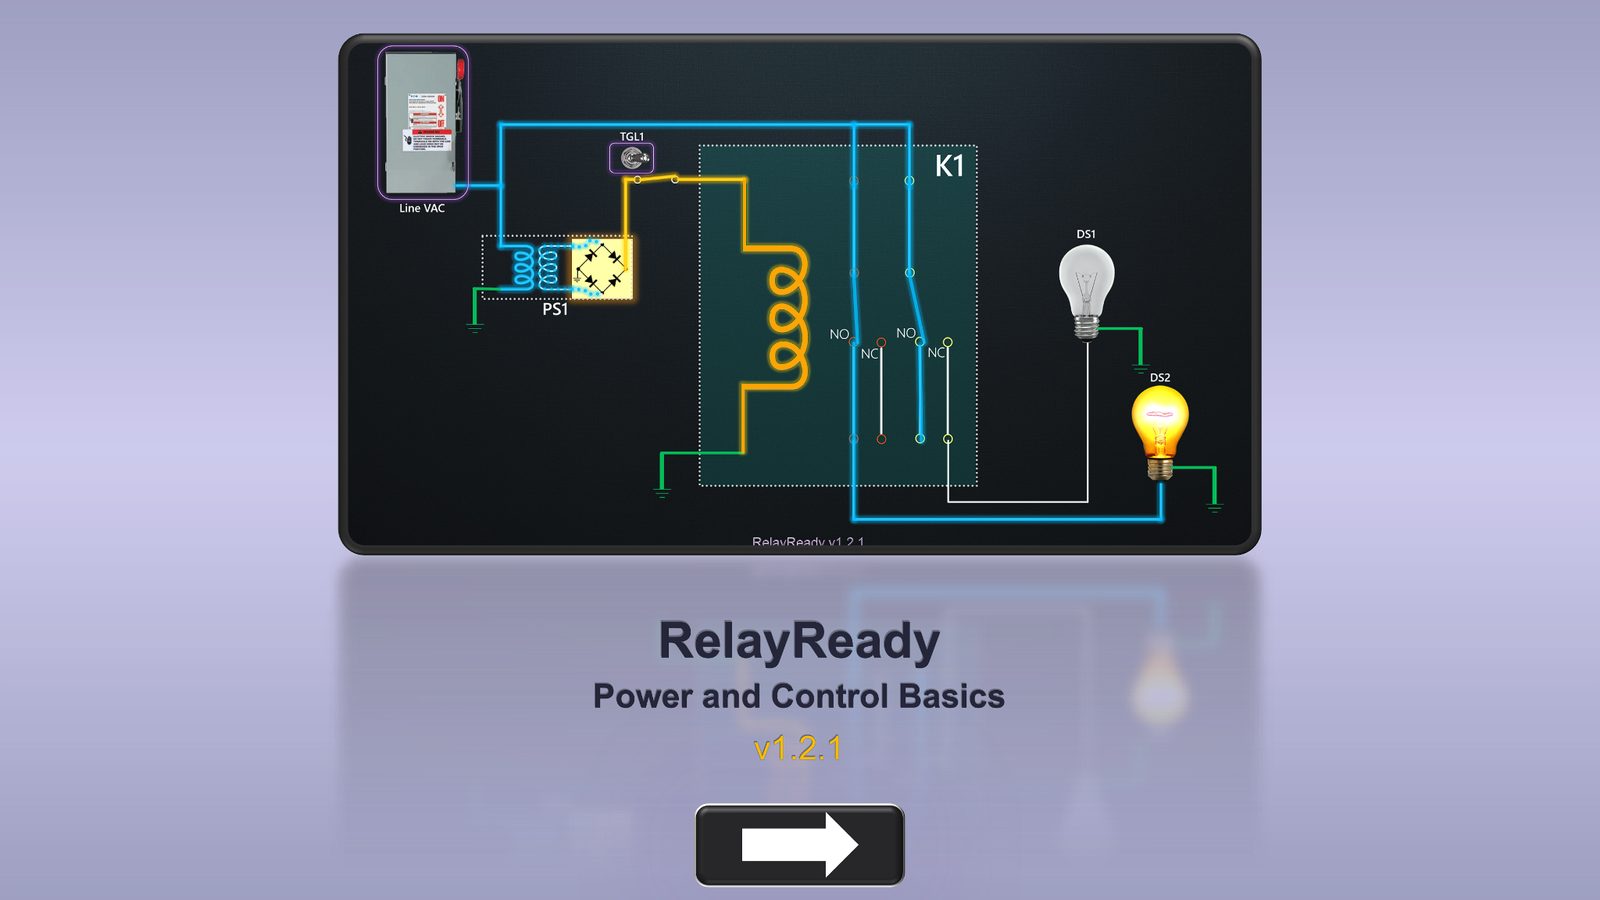 TGL1
K1
Line VAC
DS1
PS1
NO
NC
NO
NC
DS2
RelayReady v1.2.1
RelayReady
Power and Control Basics
v1.2.1